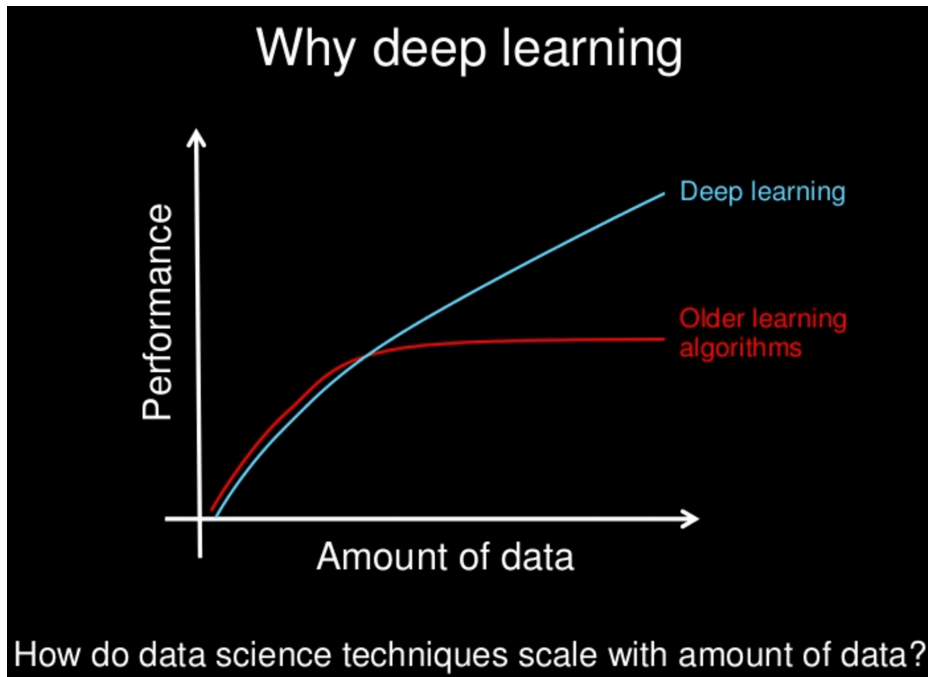 Why deep learning
Performance
Deep learning
Older learning
algorithms
Amount of data
How do data science techniques scale with amount of data?